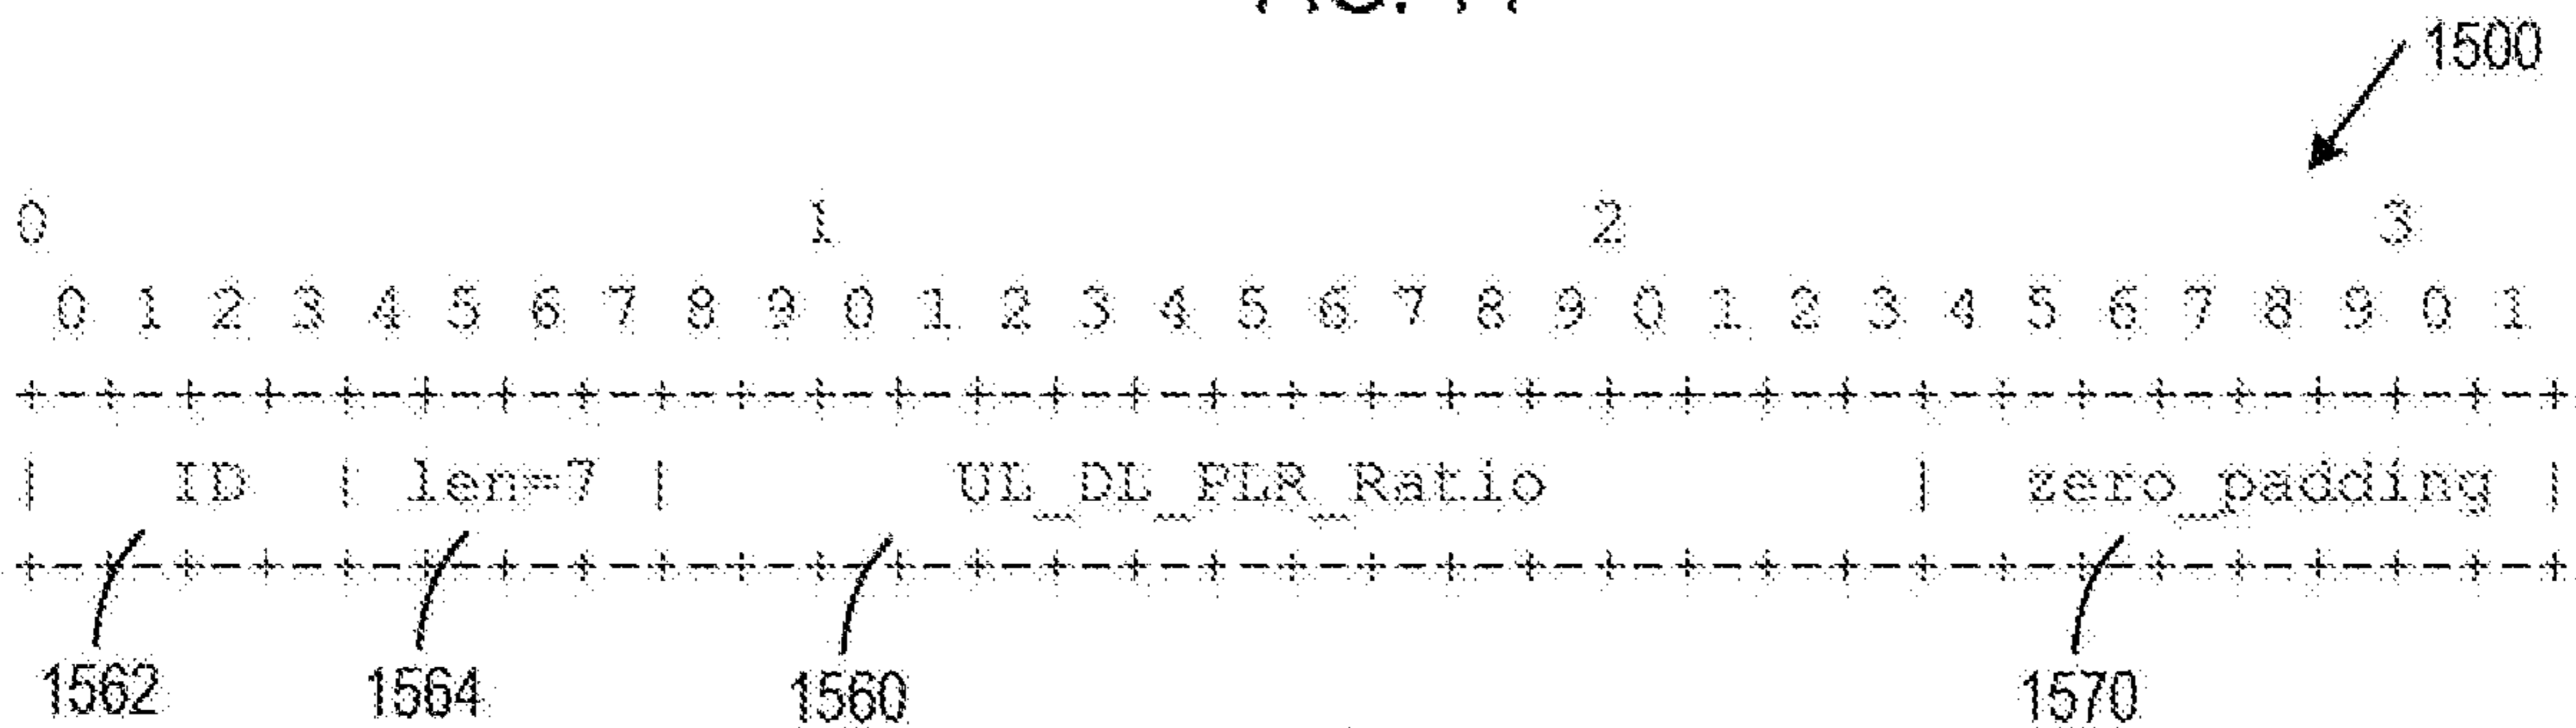 FIG.
1500
0 1 2 3
0 1 2 3 4 5 6 7 8 9 0 1 2 3 4 5 6 7 8 9 0 1 2 3 4 5 6 7 8 9 0 1
+-+-+-+-+-+-+-+-+-+-+-+-+-+-+-+-+-+-+-+-+-+-+-+-+-+-+-+-+-+-+-+-+
| ID | len=7 | UL_DL_PLR_Ratio | zero_padding |
+-+-+-+-+-+-+-+-+-+-+-+-+-+-+-+-+-+-+-+-+-+-+-+-+-+-+-+-+-+-+-+-+
1562 1564 1560 1570